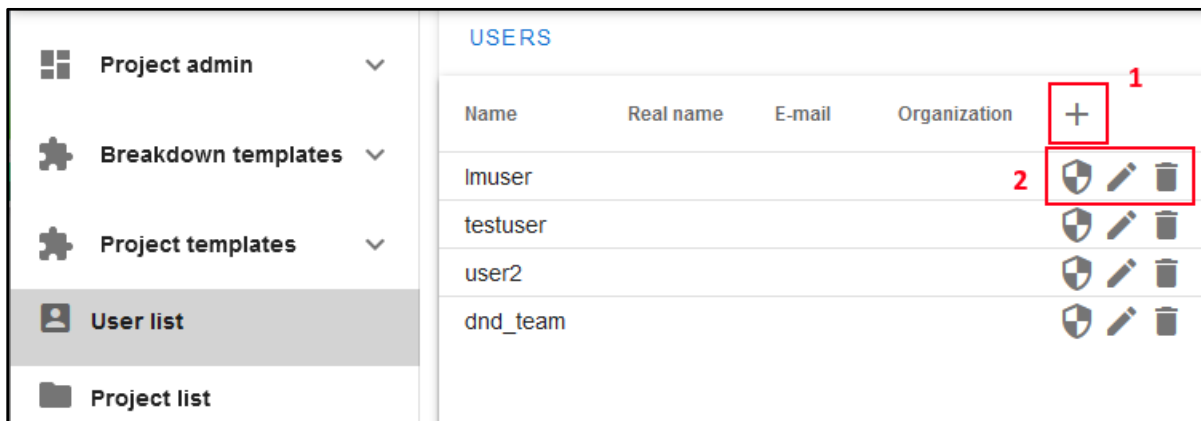 Project admin
Breakdown templates
Project templates
User list
Project list
USERS
1
Name Real name E-mail Organization +
lmuser 2
testuser
user2
dnd_team